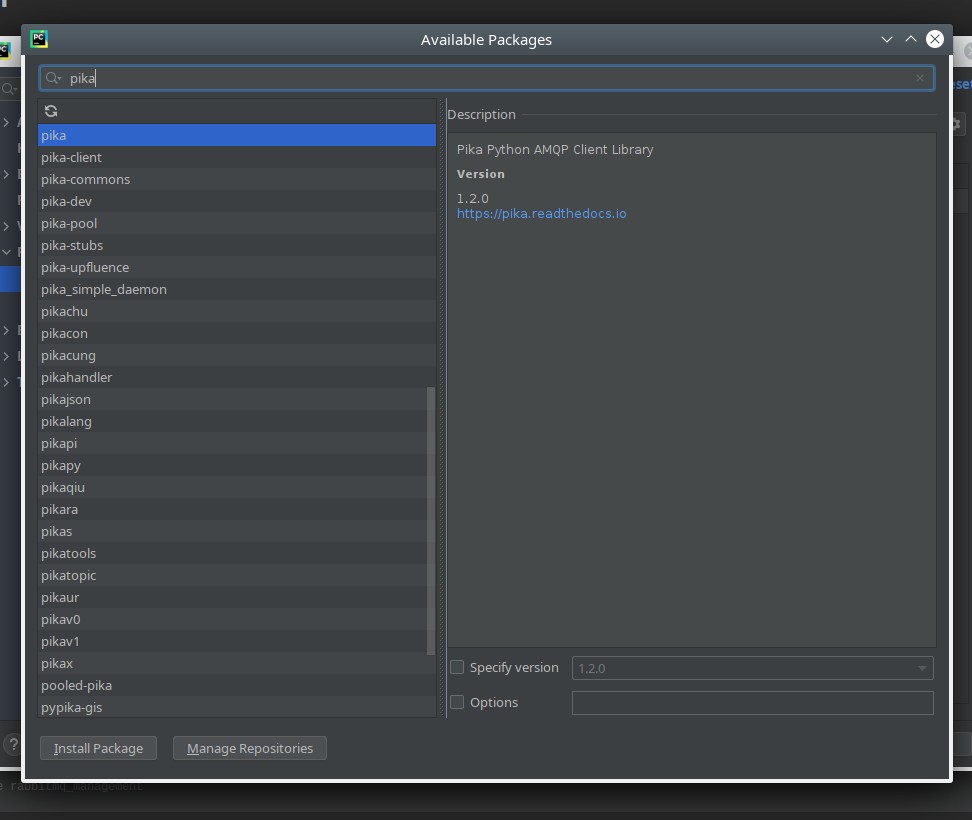 PC
Available Packages
pika
pika
pika-client
pika-commons
pika-dev
pika-pool
pika-stubs
pika-upfluence
pika_simple_daemon
pikachu
pikacon
pikacung
pikahandler
pikajson
pikalang
pikapi
pikapy
pikaqiu
pikara
pikas
pikatools
pikatopic
pikaur
pikav0
pikav1
pikax
pooled-pika
pypika-gis
Description
Pika Python AMQP Client Library
Version
1.2.0
https://pika.readthedocs.io
Specify version
1.2.0
Options
Install Package
Manage Repositories
?
rabbitmq_management